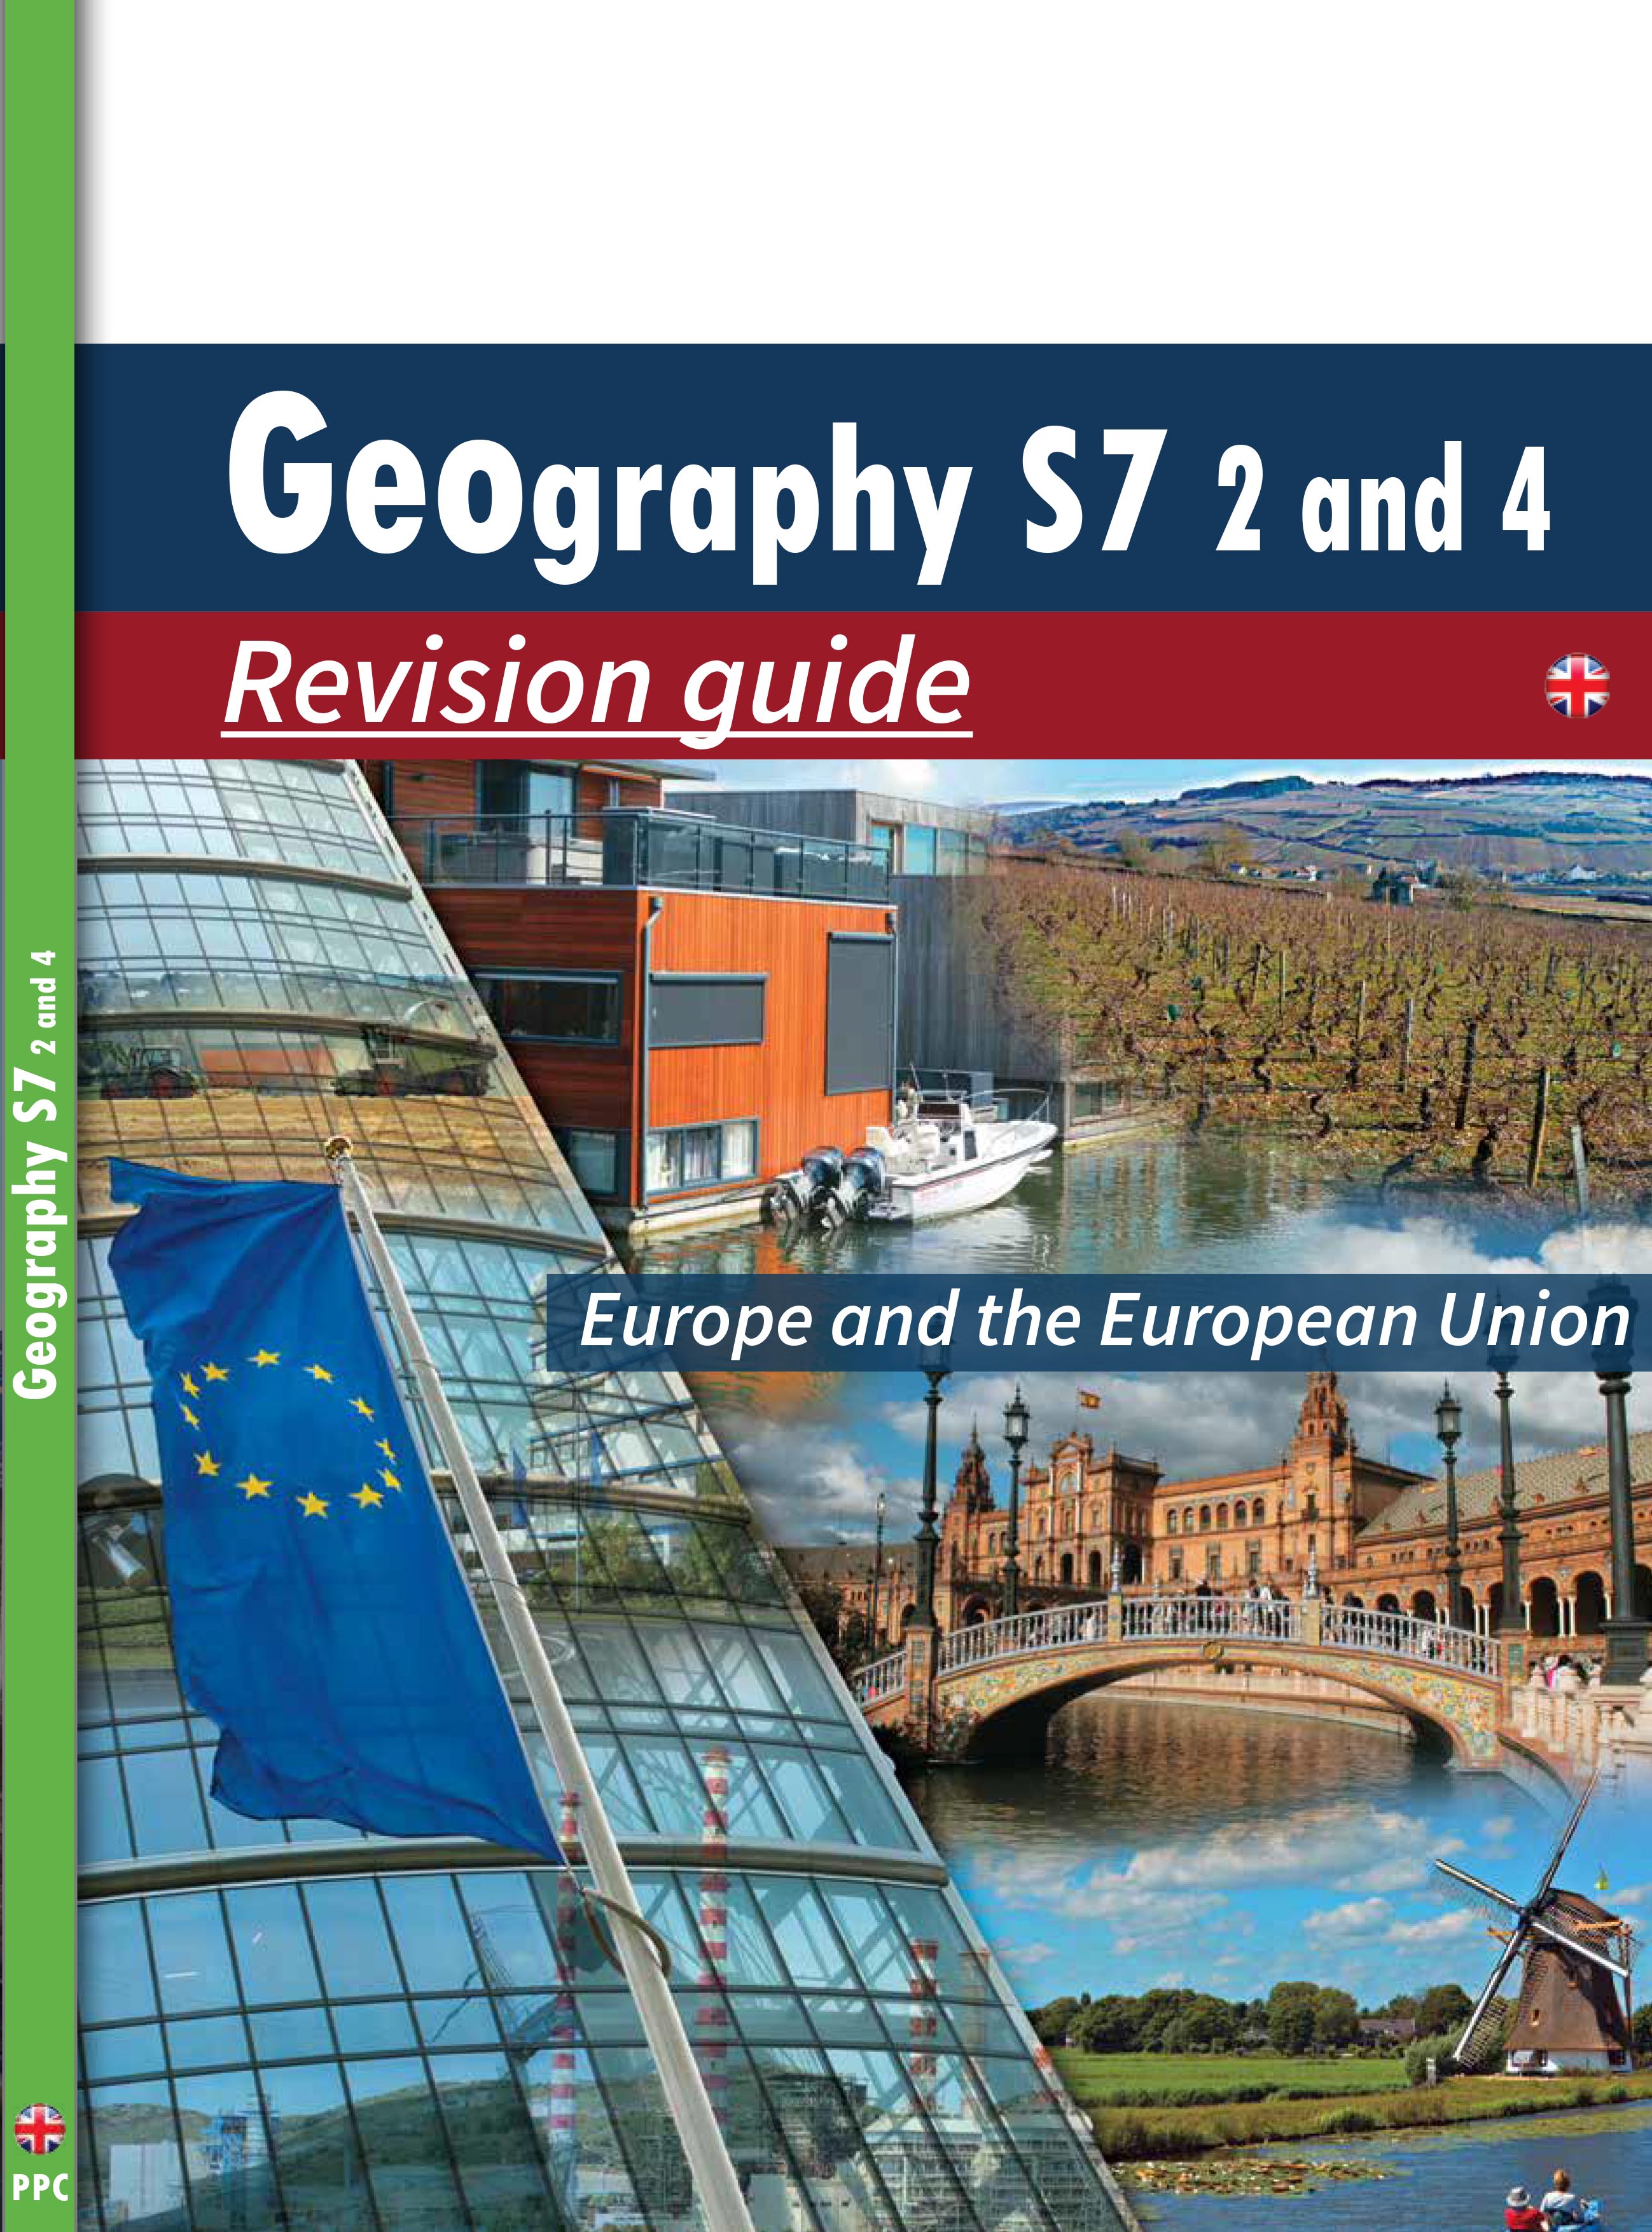 Geography S7 2 and 4
Revision guide
Europe and the European Union
Geography S7 2 and 4
PPC